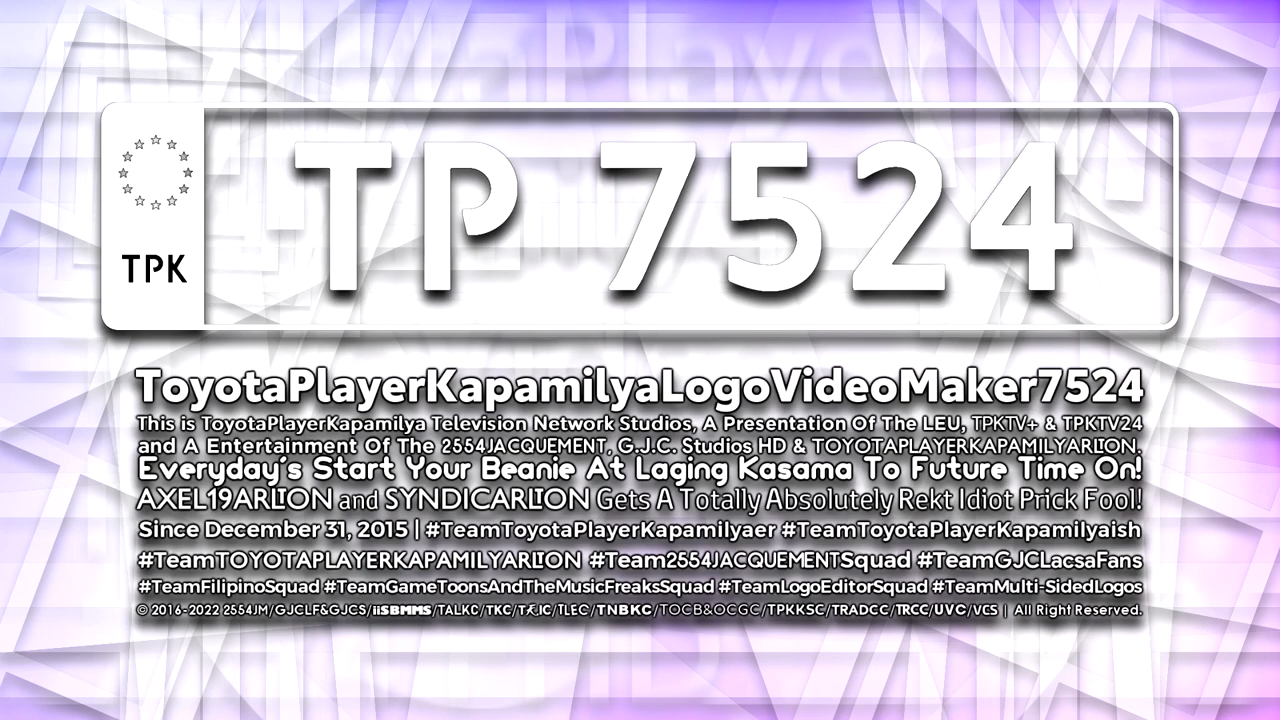 TPK
TP 7524
ToyotaPlayerKapamilyaLogoVideoMaker7524
This is ToyotaPlayerKapamilya Television Network Studios, A Presentation Of The LEU, TPKTV+ & TPKTV24
and A Entertainment Of The 2554JACQUEMENT, G.J.C. Studios HD & TOYOTAPLAYERKAPAMILYARLION.
Everyday's Start Your Beanie At Laging Kasama To Future Time On!
AXEL19ARLION and SYNDICARLION Gets A Totally Absolutely Rekt Idiot Prick Fool!
Since December 31, 2015 | #TeamToyotaPlayerKapamilyaer #TeamToyotaPlayerKapamilyaish
#TeamTOYOTAPLAYERKAPAMILYARLION #Team2554JACQUEMENTSquad #TeamGJCLacsaFans
#TeamFilipinoSquad #TeamGameToonsAndTheMusicFreaksSquad #TeamLogoEditorSquad #TeamMulti-SidedLogos
© 2016-2022 2554JM/GJCLF&GJCS/iiSBMMS/TALKC/TKC/TRIC/TLEC/TNBKC/TOCB&OCGC/TPKKSC/TRADCC/TRCC/UVC/VCS | All Right Reserved.